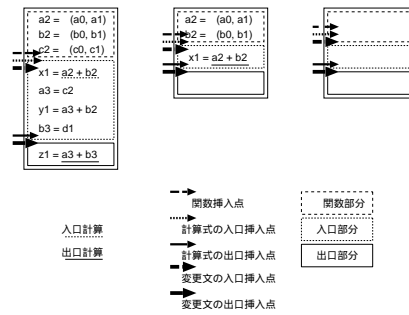 a2 = (a0, a1)
b2 = (b0, b1)
c2 = (c0, c1)
x1 = a2 + b2
a3 = c2
y1 = a3 + b2
b3 = d1
z1 = a3 + b3
a2 = (a0, a1)
b2 = (b0, b1)
x1 = a2 + b2
入口計算
出口計算
関数挿入点
計算式の入口挿入点
計算式の出口挿入点
変更文の入口挿入点
変更文の出口挿入点
関数部分
入口部分
出口部分